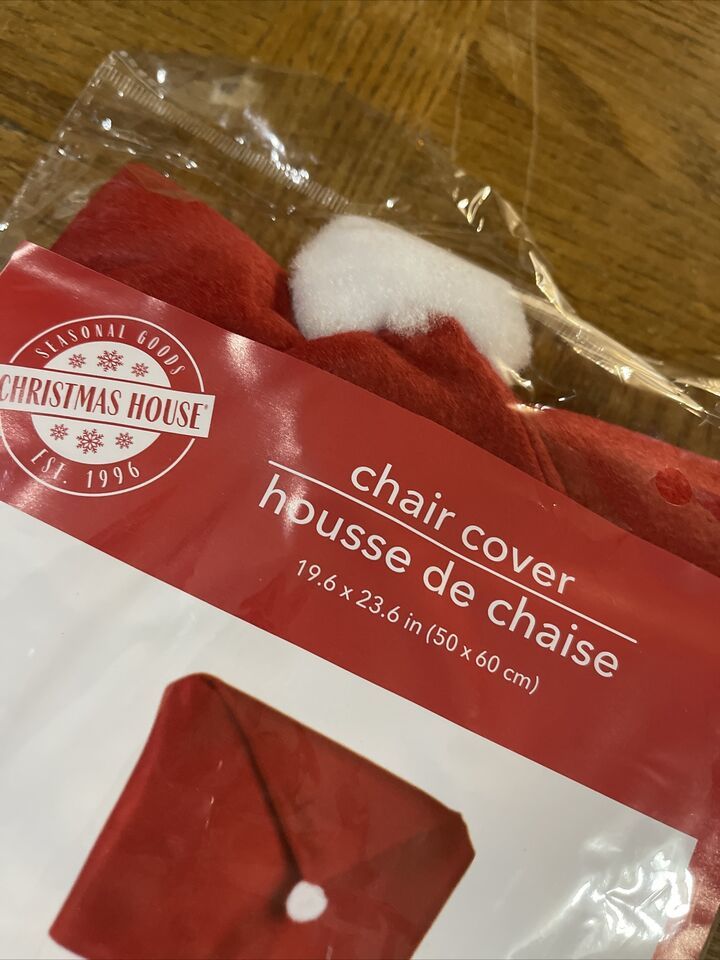 SEASONAL GOODS
CHRISTMAS HOUSE®
EST. 1996
chair cover
housse de chaise
19.6 x 23.6 in (50 x 60 cm)